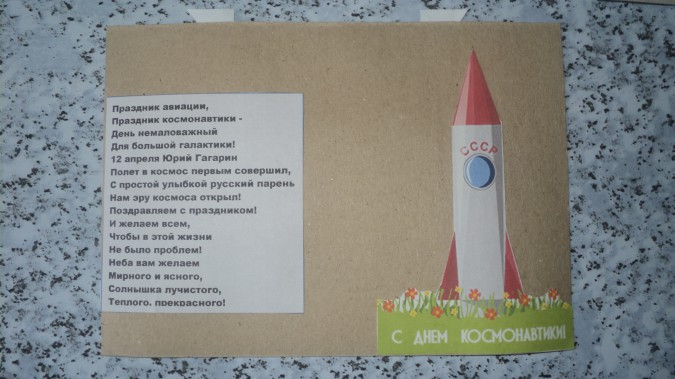 Праздник авиации,
Праздник космонавтики -
День немаловажный
Для большой галактики!
12 апреля Юрий Гагарин
Полет в космос первым совершил,
С простой улыбкой русский парень
Нам эру космоса открыл!
Поздравляем с праздником!
И желаем всем,
Чтобы в этой жизни
Не было проблем!
Неба вам желаем
Мирного и ясного,
Солнышка лучистого,
Теплого, прекрасного!
СССР
С ДНЕМ КОСМОНАВТИКИ!